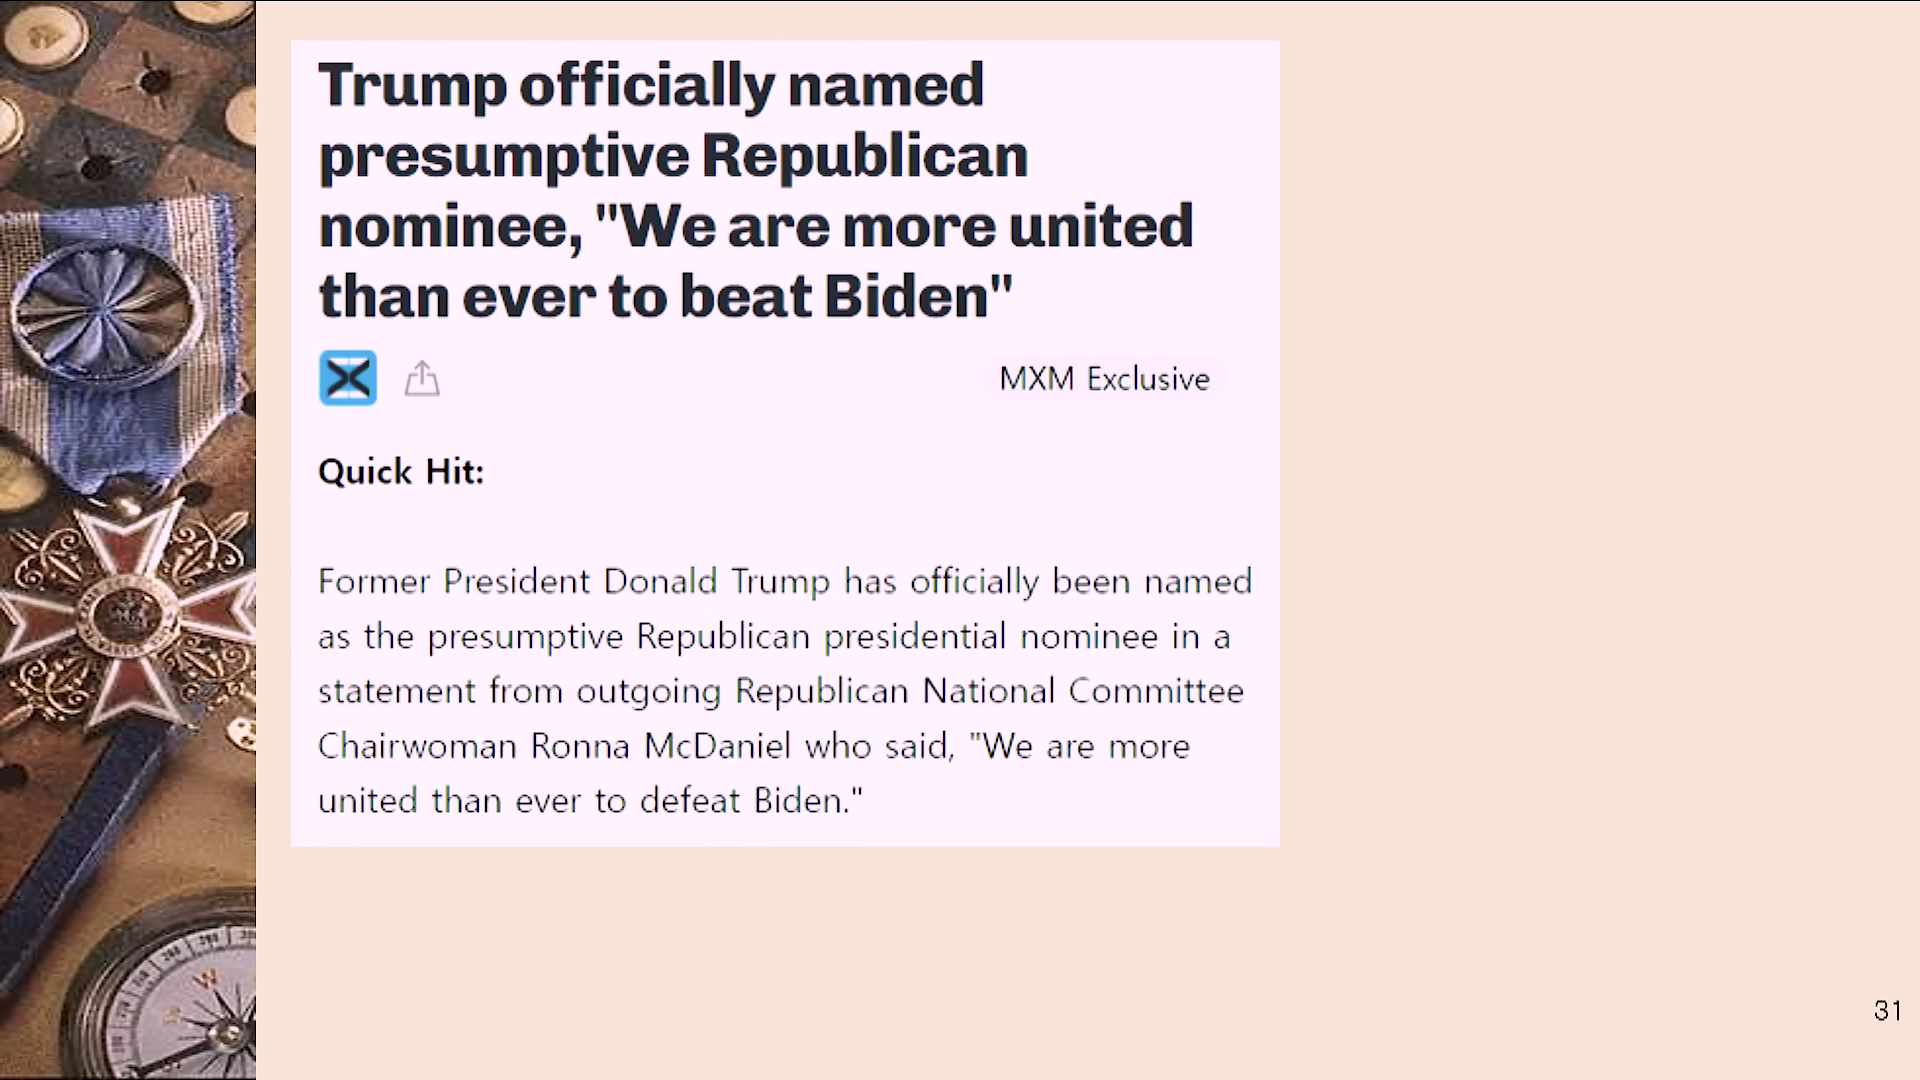 Trump officially named
presumptive Republican
nominee, "We are more united
than ever to beat Biden"
MXM Exclusive
Quick Hit:
Former President Donald Trump has officially been named
as the presumptive Republican presidential nominee in a
statement from outgoing Republican National Committee
Chairwoman Ronna McDaniel who said, "We are more
united than ever to defeat Biden."
W
31